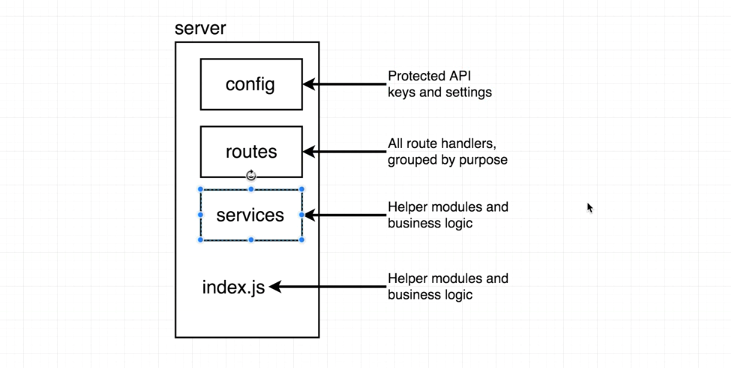 server
config
Protected API
keys and settings
routes
All route handlers,
grouped by purpose
services
Helper modules and
business logic
index.js
Helper modules and
business logic